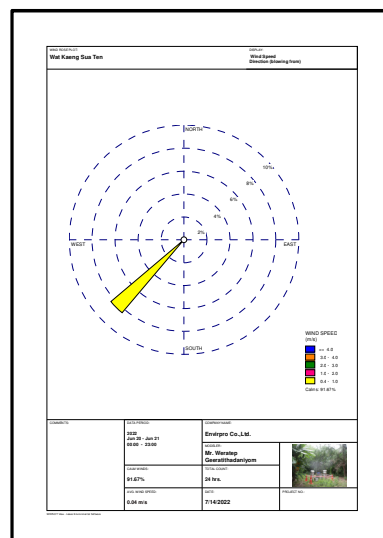 WIND ROSE PLOT:
Wat Kaeng Sua Ten
DISPLAY:
Wind Speed
Direction (blowing from)
NORTH
10%
8%
6%
4%
2%
WEST
EAST
SOUTH
WIND SPEED
(m/s)
>= 4.0
3.0 - 4.0
2.0 - 3.0
1.0 - 2.0
0.4 - 1.0
Calms: 91.67%
COMMENTS:
DATA PERIOD:
2022
Jun 20 - Jun 21
00:00 - 23:00
COMPANY NAME:
Envirpro Co.,Ltd.
MODELER:
Mr. Weratep
Geeratithadaniyom
CALM WINDS:
91.67%
TOTAL COUNT:
24 hrs.
AVG. WIND SPEED:
0.04 m/s
DATE:
7/14/2022
PROJECT NO.: